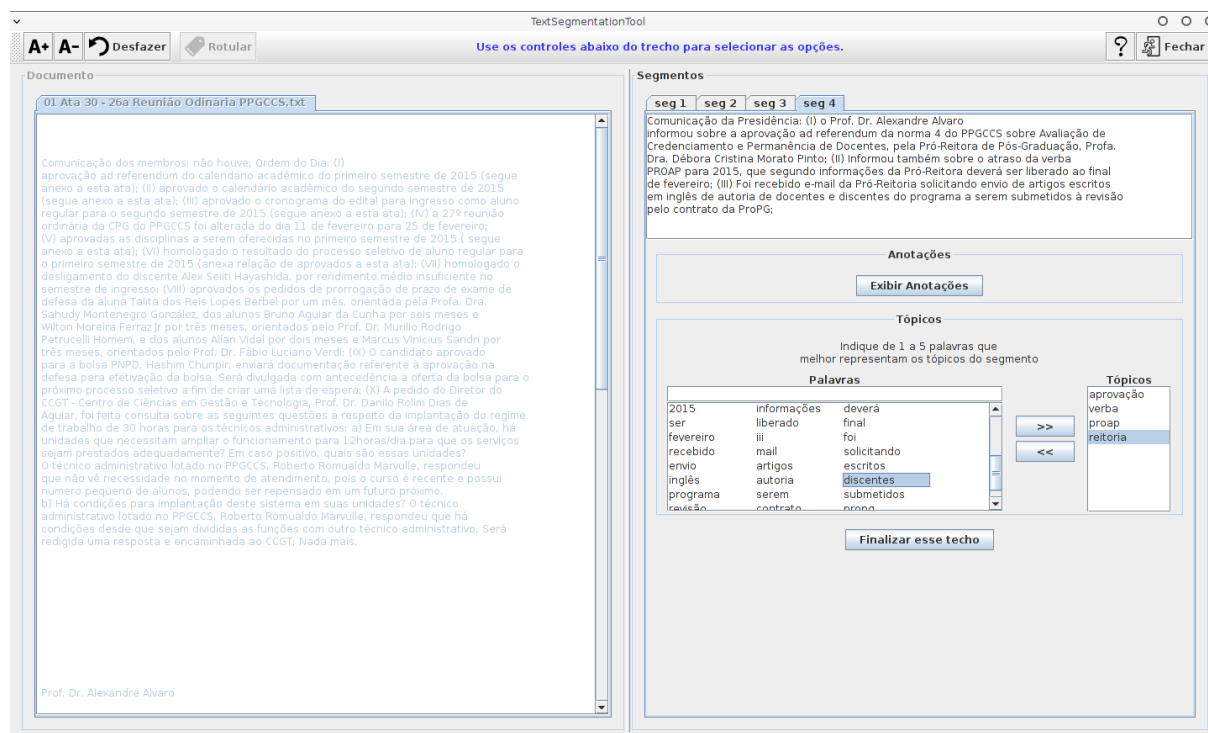 TextSegmentationTool
A+ A- Desfazer Rotular
Use os controles abaixo do trecho para selecionar as opções.
? Fechar
Documento
01 Ata 30 - 26a Reunião Odinária PPGCCS.txt
Comunicação dos membros: não houve; Ordem do Dia: (I)
aprovação ad referendum do calendário acadêmico do primeiro semestre de 2015 (segue
anexo a esta ata); (II) aprovado o calendário acadêmico do segundo semestre de 2015
(segue anexo a esta ata); (III) aprovado o cronograma do edital para ingresso como aluno
regular para o segundo semestre de 2015 (segue anexo a esta ata); (IV) a 27º reunião
ordinária da CPG do PPGCCS foi alterada do dia 11 de fevereiro para 25 de fevereiro;
(V) aprovadas as disciplinas a serem oferecidas no primeiro semestre de 2015 ( segue
anexo a esta ata); (VI) homologado o resultado do processo seletivo de aluno regular para
o primeiro semestre de 2015 (anexa relação de aprovados a esta ata); (VII) homologado o
desligamento do discente Alex Seiiti Hayashida, por rendimento médio insuficiente no
semestre de ingresso; (VIII) aprovados os pedidos de prorrogação de prazo de exame de
defesa da aluna Talita dos Reis Lopes Berbel por um mês, orientada pela Profa. Dra.
Sahudy Montenegro González, dos alunos Bruno Aguiar da Cunha por seis meses e
Wilton Moreira Ferraz Jr por três meses, orientados pelo Prof. Dr. Murillo Rodrigo
Petrucelli Homem, e dos alunos Allan Vidal por dois meses e Marcus Vinicius Sandri por
três meses, orientados pelo Prof. Dr. Fábio Luciano Verdi; (IX) O candidato aprovado
para a bolsa PNPD, Hashim Chunpir, enviará documentação referente à aprovação na
defesa para efetivação da bolsa. Será divulgada com antecedência a oferta da bolsa para o
próximo processo seletivo a fim de criar uma lista de espera; (X) A pedido do Diretor do
CCGT - Centro de Ciências em Gestão e Tecnologia, Prof. Dr. Danilo Rolim Dias de
Aguiar, foi feita consulta sobre as seguintes questões a respeito da implantação do regime
de trabalho de 30 horas para os técnicos administrativos: a) Em sua área de atuação, há
unidades que necessitam ampliar o funcionamento para 12horas/dia para que os serviços
sejam prestados adequadamente? Em caso positivo, quais são essas unidades?
O técnico administrativo lotado no PPGCCS, Roberto Romualdo Marvulle, respondeu
que não vê necessidade no momento de atendimento, pois o curso é recente e possui
numero pequeno de alunos, podendo ser repensado em um futuro próximo.
b) Há condições para implantação deste sistema em suas unidades? O técnico
administrativo lotado no PPGCCS, Roberto Romualdo Marvulle, respondeu que há
condições desde que sejam divididas as funções com outro técnico administrativo. Será
redigida uma resposta e encaminhada ao CCGT; Nada mais.
Prof. Dr. Alexandre Alvaro
Segmentos
seg 1 seg 2 seg 3 seg 4
Comunicação da Presidência: (I) o Prof. Dr. Alexandre Alvaro
informou sobre a aprovação ad referendum da norma 4 do PPGCCS sobre Avaliação de
Credenciamento e Permanência de Docentes, pela Pró-Reitora de Pós-Graduação, Profa.
Dra. Débora Cristina Morato Pinto; (II) Informou também sobre o atraso da verba
PROAP para 2015, que segundo informações da Pró-Reitora deverá ser liberado ao final
de fevereiro; (III) Foi recebido e-mail da Pró-Reitoria solicitando envio de artigos escritos
em inglês de autoria de docentes e discentes do programa a serem submetidos à revisão
pelo contrato da ProPG;
Anotações
Exibir Anotações
Tópicos
Indique de 1 a 5 palavras que
melhor representam os tópicos do segmento
Palavras
2015 informações deverá
ser liberado final
fevereiro iii foi
recebido mail solicitando
envio artigos escritos
inglês autoria discentes
programa serem submetidos
revisão contrato propg
>>
<<
Tópicos
aprovação
verba
proap
reitoria
Finalizar esse techo